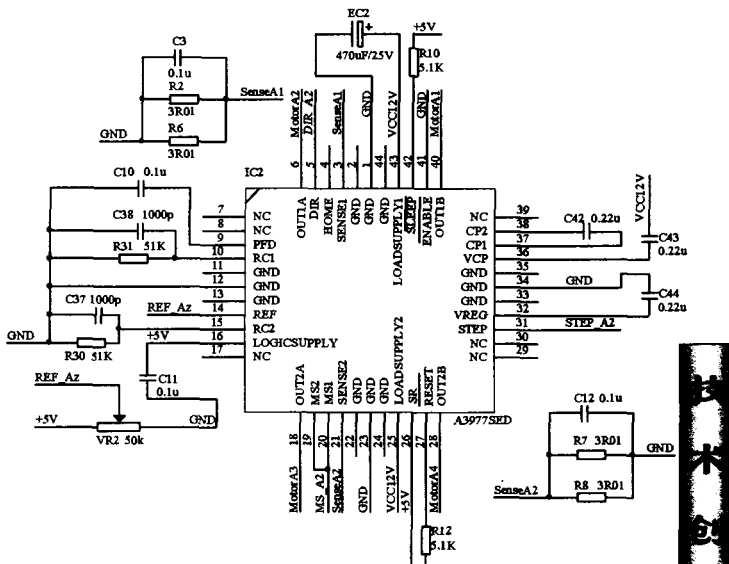 EC2
+5V
C3
0.1u
R2
3R01
R6
3R01
SenseA1
GND
470uF/25V
R10
5.1K
MotorA2
DIR_A2
SenseA1
GND
VCC12V
GND
MotorA1
6
5
4
3
2
1
44
43
42
41
40
IC2
C10 0.1u
C38 1000p
R31 51K
C37 1000p
R30 51K
GND
REF_Az
+5V
7 NC
8 NC
9 PFD
10 RC1
11 GND
12 GND
13 GND
14 REF
15 RC2
16 LOGICSUPPLY
17 NC
OUT1A
DIR
HOME
SENSE1
GND
GND
GND
LOADSUPPLY1
SLEEP
ENABLE
OUT1B
NC 39
CP2 38
CP1 37
VCP 36
GND 35
GND 34
GND 33
VREG 32
STEP 31
NC 30
NC 29
C42 0.22u
VCC12V
C43
0.22u
GND
C44
0.22u
STEP_A2
OUT2A
MS2
MS1
SENSE2
GND
GND
GND
LOADSUPPLY2
SR
RESET
OUT2B
A3977SED
REF_Az
C11
0.1u
+5V
VR2 50k
GND
18
19
20
21
22
23
24
25
26
27
28
MotorA3
MS_A2
SenseA2
GND
VCC12V
+5V
MotorA4
R12
5.1K
C12 0.1u
R7 3R01
R8 3R01
SenseA2
GND
技
术
创